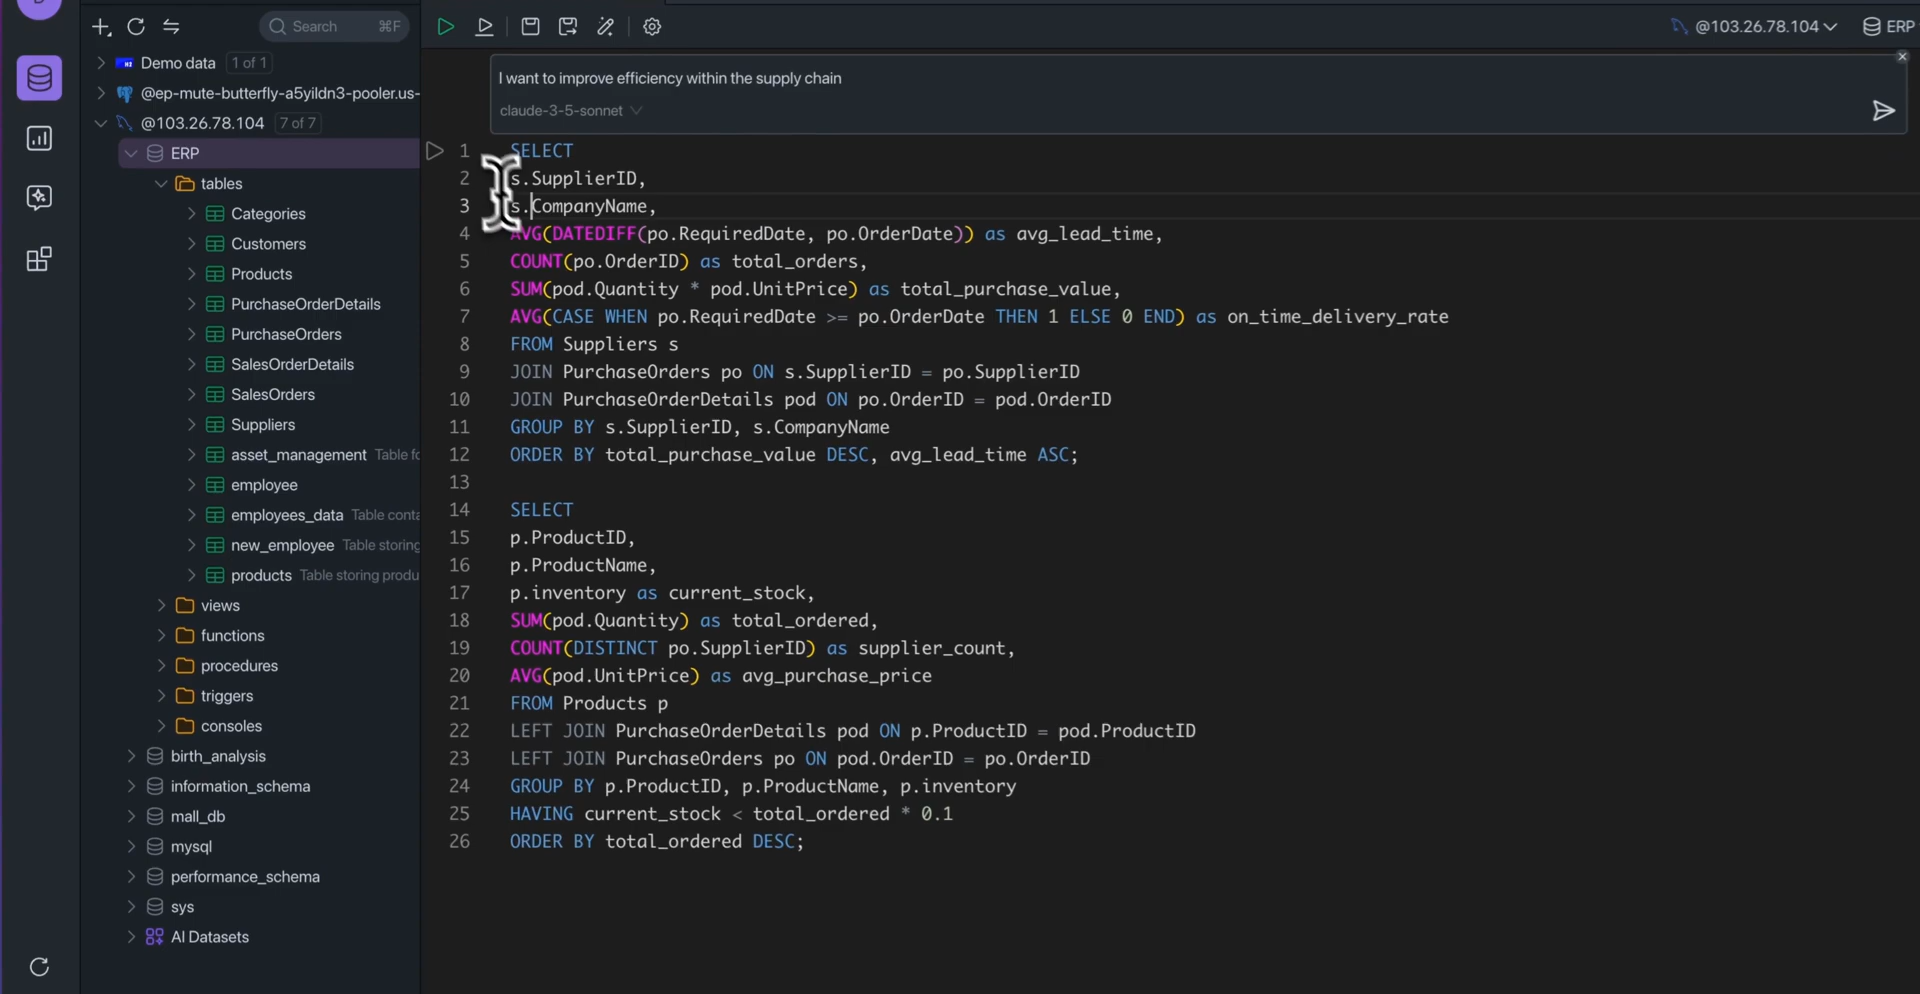 Search ⌘F
@103.26.78.104
ERP
Demo data 1 of 1
@ep-mute-butterfly-a5yildn3-pooler.us-
@103.26.78.104 7 of 7
ERP
tables
Categories
Customers
Products
PurchaseOrderDetails
PurchaseOrders
SalesOrderDetails
SalesOrders
Suppliers
asset_management Table fo
employee
employees_data Table conta
new_employee Table storing
products Table storing produ
views
functions
procedures
triggers
consoles
birth_analysis
information_schema
mall_db
mysql
performance_schema
sys
AI Datasets
I want to improve efficiency within the supply chain
claude-3-5-sonnet
1 SELECT
2 s.SupplierID,
3 s.CompanyName,
4 AVG(DATEDIFF(po.RequiredDate, po.OrderDate)) as avg_lead_time,
5 COUNT(po.OrderID) as total_orders,
6 SUM(pod.Quantity * pod.UnitPrice) as total_purchase_value,
7 AVG(CASE WHEN po.RequiredDate >= po.OrderDate THEN 1 ELSE 0 END) as on_time_delivery_rate
8 FROM Suppliers s
9 JOIN PurchaseOrders po ON s.SupplierID = po.SupplierID
10 JOIN PurchaseOrderDetails pod ON po.OrderID = pod.OrderID
11 GROUP BY s.SupplierID, s.CompanyName
12 ORDER BY total_purchase_value DESC, avg_lead_time ASC;
13
14 SELECT
15 p.ProductID,
16 p.ProductName,
17 p.inventory as current_stock,
18 SUM(pod.Quantity) as total_ordered,
19 COUNT(DISTINCT po.SupplierID) as supplier_count,
20 AVG(pod.UnitPrice) as avg_purchase_price
21 FROM Products p
22 LEFT JOIN PurchaseOrderDetails pod ON p.ProductID = pod.ProductID
23 LEFT JOIN PurchaseOrders po ON pod.OrderID = po.OrderID
24 GROUP BY p.ProductID, p.ProductName, p.inventory
25 HAVING current_stock < total_ordered * 0.1
26 ORDER BY total_ordered DESC;